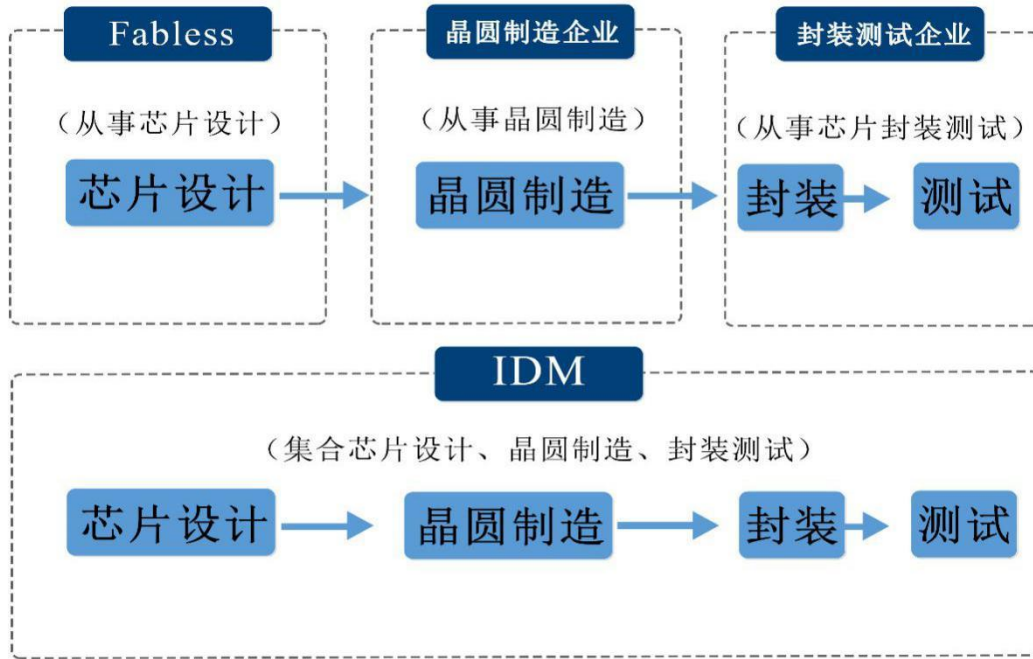 Fabless
晶圆制造企业
封装测试企业
（从事芯片设计）
（从事晶圆制造）
（从事芯片封装测试）
芯片设计
晶圆制造
封装
测试
IDM
（集合芯片设计、晶圆制造、封装测试）
芯片设计
晶圆制造
封装
测试